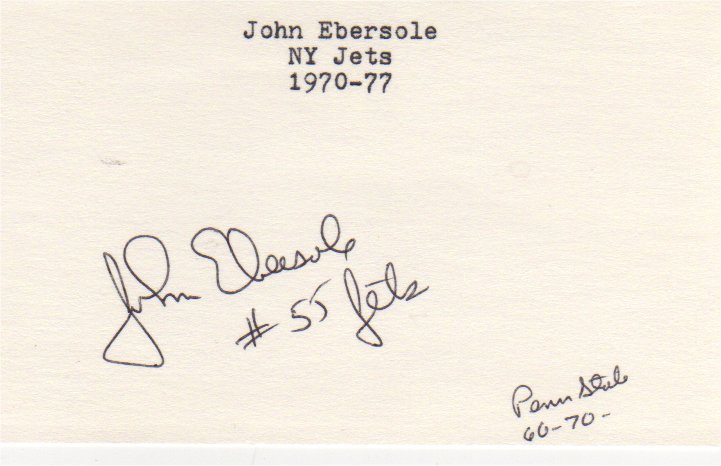 John Ebersole
NY Jets
1970-77
John Ebersole
# 55 Jets
Penn State
66-70-